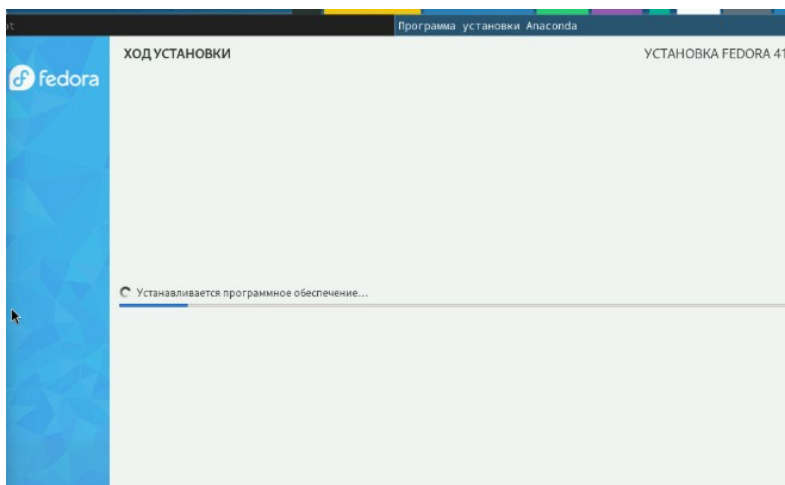 Программа установки Anaconda
ХОД УСТАНОВКИ
УСТАНОВКА FEDORA 41
fedora
Устанавливается программное обеспечение...